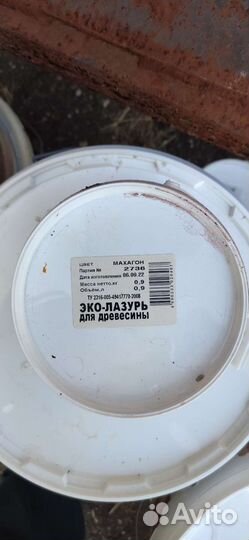 ЦВЕТ МАХАГОН
Партия № 2736
Дата изготовления 06.09.22
Масса нетто,кг 0,9
Объем,л 0,9
ТУ 2316-005-49417770-2008
ЭКО-ЛАЗУРЬ
для древесины
Avito